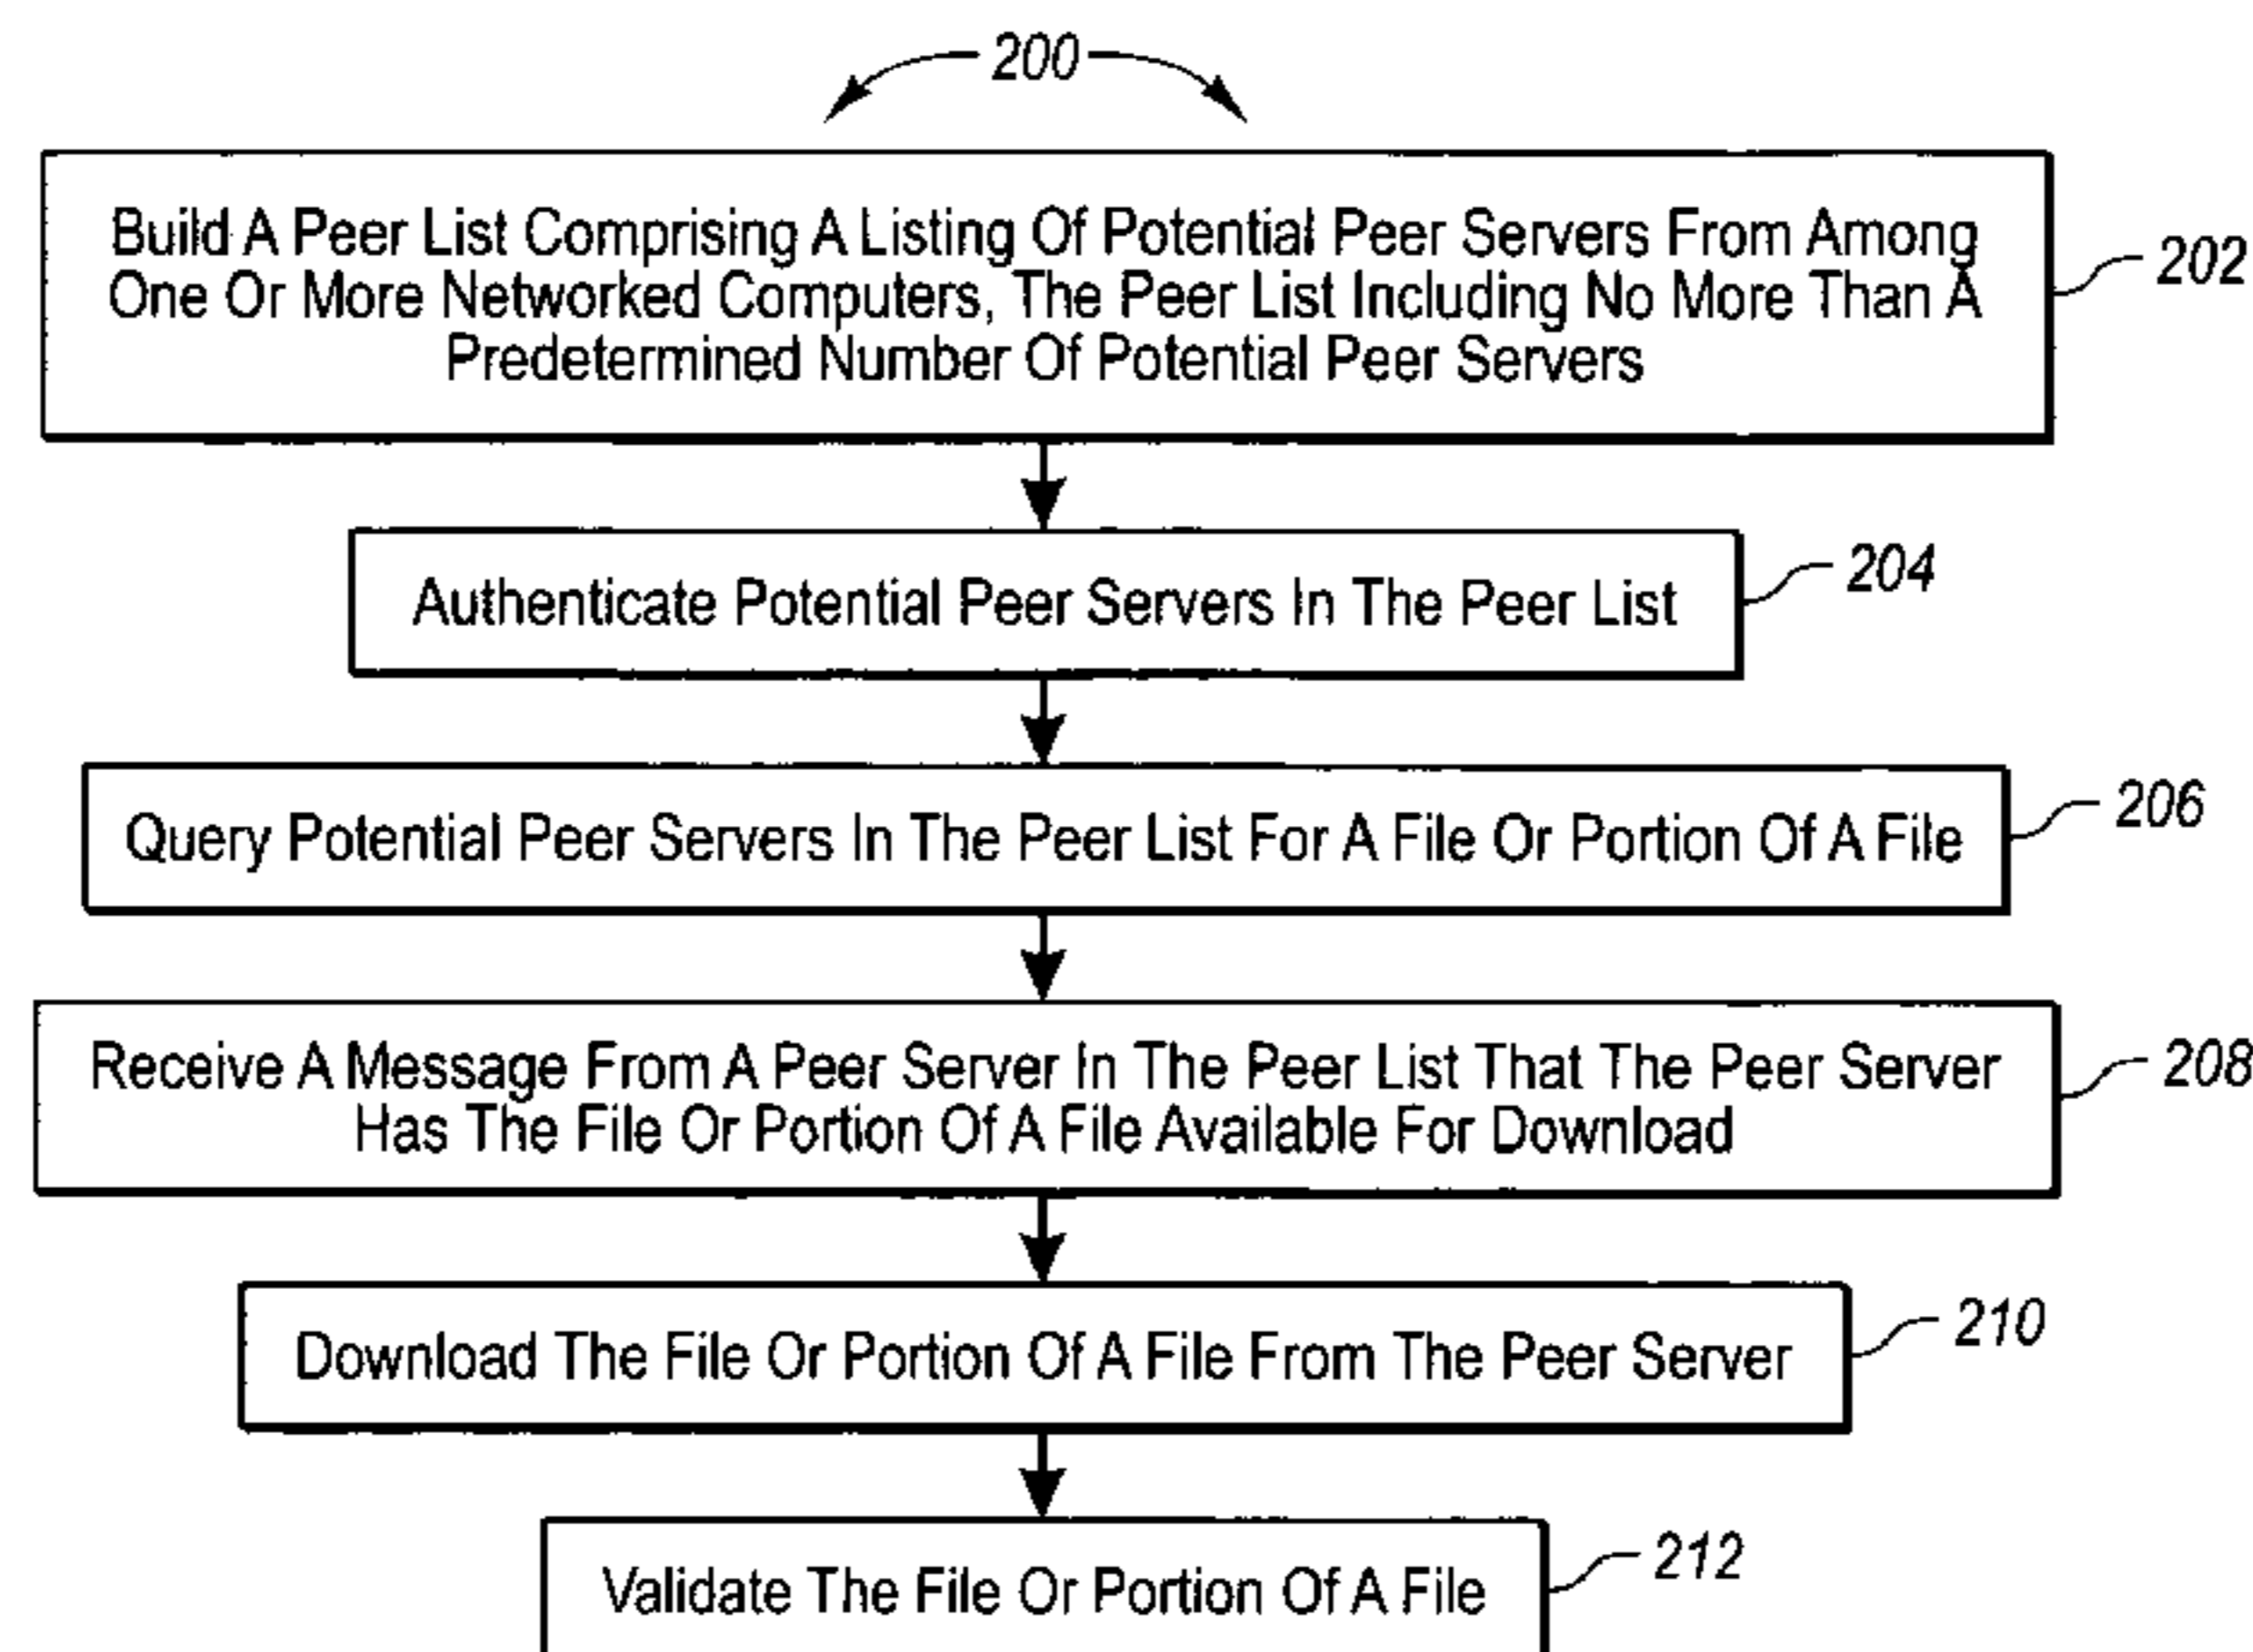 200
Build A Peer List Comprising A Listing Of Potential Peer Servers From Among
One Or More Networked Computers, The Peer List Including No More Than A
Predetermined Number Of Potential Peer Servers
202
Authenticate Potential Peer Servers In The Peer List
204
Query Potential Peer Servers In The Peer List For A File Or Portion Of A File
206
Receive A Message From A Peer Server In The Peer List That The Peer Server
Has The File Or Portion Of A File Available For Download
208
Download The File Or Portion Of A File From The Peer Server
210
Validate The File Or Portion Of A File
212